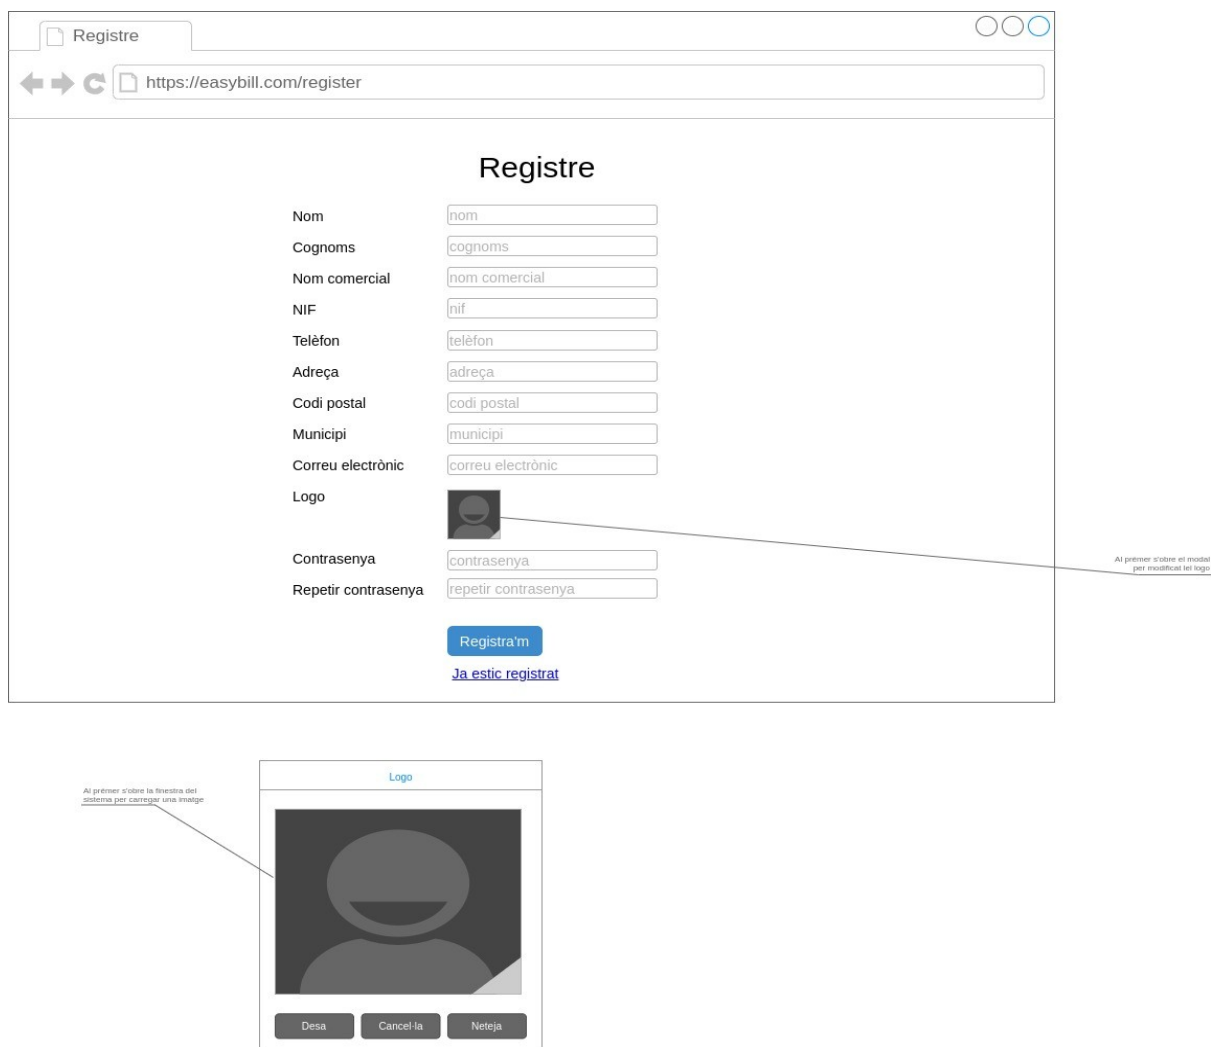 Registre
https://easybill.com/register
Registre
Nom nom
Cognoms cognoms
Nom comercial nom comercial
NIF nif
Telèfon telèfon
Adreça adreça
Codi postal codi postal
Municipi municipi
Correu electrònic correu electrònic
Logo
Al prémer s'obre el modal
per modificat lel logo
Contrasenya contrasenya
Repetir contrasenya repetir contrasenya
Registra'm
Ja estic registrat
Logo
Al prémer s'obre la finestra del
sistema per carregar una imatge
Desa Cancel·la Neteja